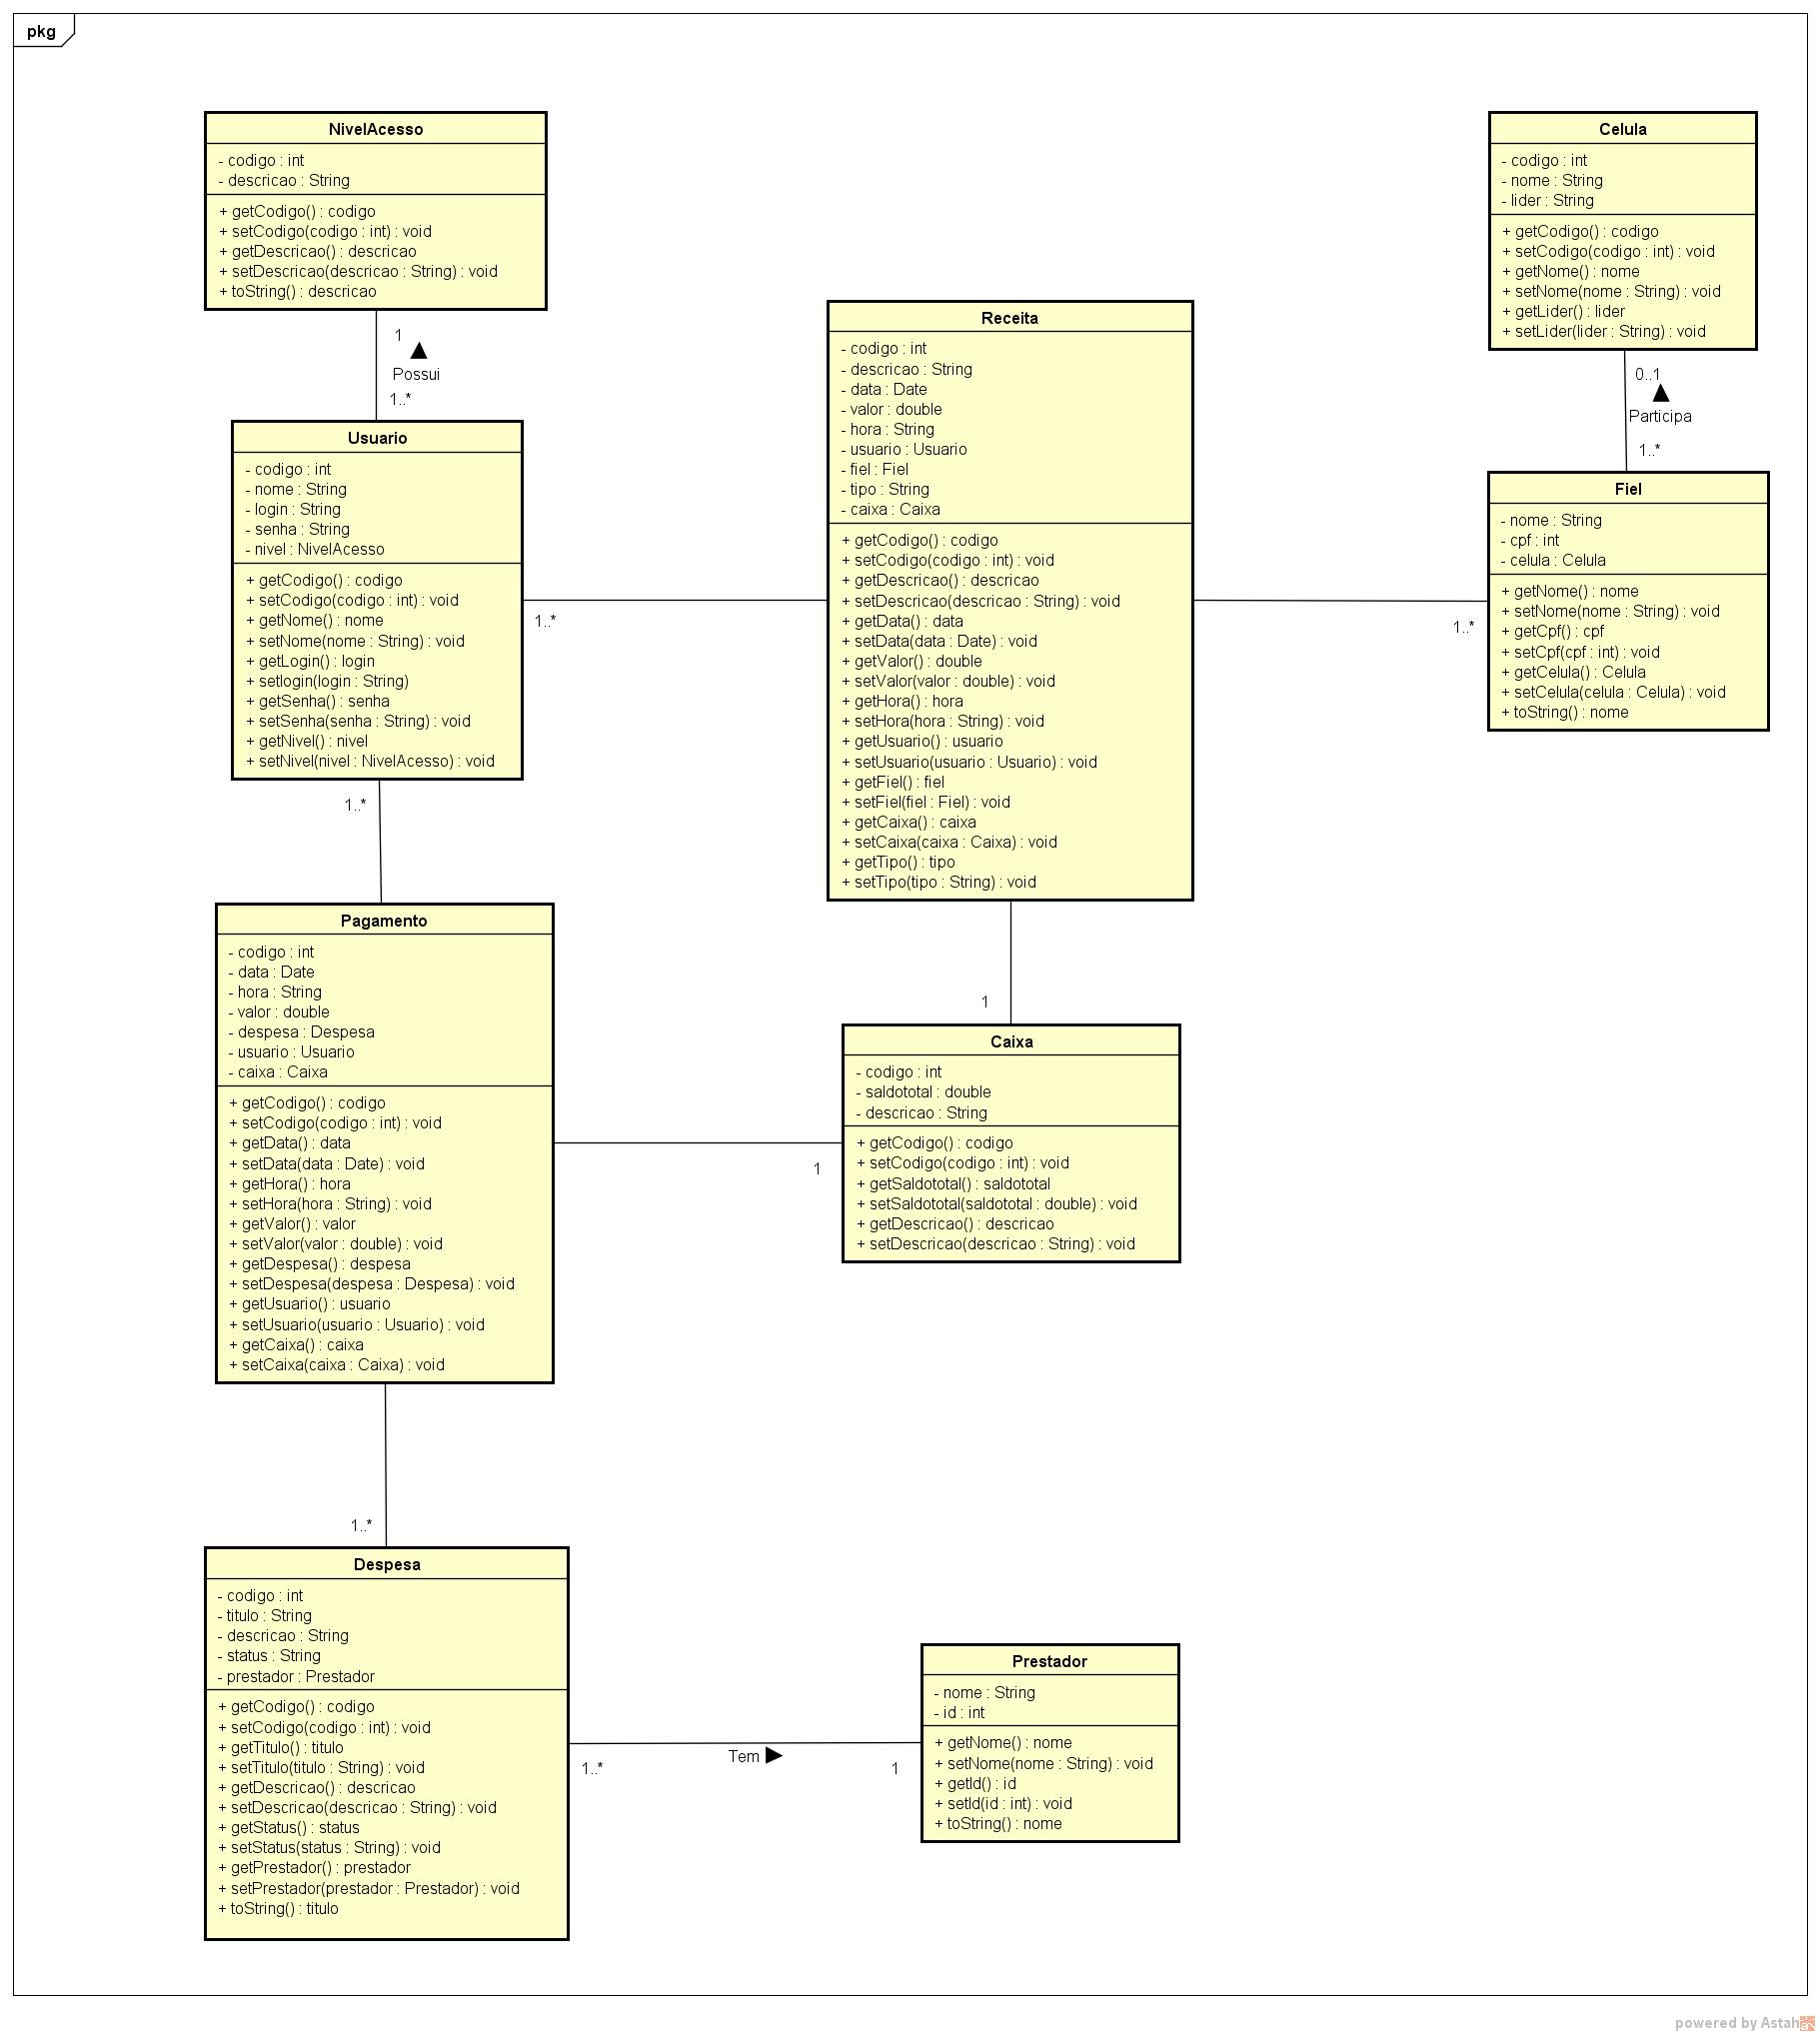 pkg
NivelAcesso
- codigo : int
- descricao : String
+ getCodigo() : codigo
+ setCodigo(codigo : int) : void
+ getDescricao() : descricao
+ setDescricao(descricao : String) : void
+ toString() : descricao
1
Possui
1..*
Usuario
- codigo : int
- nome : String
- login : String
- senha : String
- nivel : NivelAcesso
+ getCodigo() : codigo
+ setCodigo(codigo : int) : void
+ getNome() : nome
+ setNome(nome : String) : void
+ getLogin() : login
+ setlogin(login : String)
+ getSenha() : senha
+ setSenha(senha : String) : void
+ getNivel() : nivel
+ setNivel(nivel : NivelAcesso) : void
1..*
1..*
Receita
- codigo : int
- descricao : String
- data : Date
- valor : double
- hora : String
- usuario : Usuario
- fiel : Fiel
- tipo : String
- caixa : Caixa
+ getCodigo() : codigo
+ setCodigo(codigo : int) : void
+ getDescricao() : descricao
+ setDescricao(descricao : String) : void
+ getData() : data
+ setData(data : Date) : void
+ getValor() : double
+ setValor(valor : double) : void
+ getHora() : hora
+ setHora(hora : String) : void
+ getUsuario() : usuario
+ setUsuario(usuario : Usuario) : void
+ getFiel() : fiel
+ setFiel(fiel : Fiel) : void
+ getCaixa() : caixa
+ setCaixa(caixa : Caixa) : void
+ getTipo() : tipo
+ setTipo(tipo : String) : void
1
Celula
- codigo : int
- nome : String
- lider : String
+ getCodigo() : codigo
+ setCodigo(codigo : int) : void
+ getNome() : nome
+ setNome(nome : String) : void
+ getLider() : lider
+ setLider(lider : String) : void
0..1
Participa
1..*
Fiel
- nome : String
- cpf : int
- celula : Celula
+ getNome() : nome
+ setNome(nome : String) : void
+ getCpf() : cpf
+ setCpf(cpf : int) : void
+ getCelula() : Celula
+ setCelula(celula : Celula) : void
+ toString() : nome
1..*
Pagamento
- codigo : int
- data : Date
- hora : String
- valor : double
- despesa : Despesa
- usuario : Usuario
- caixa : Caixa
+ getCodigo() : codigo
+ setCodigo(codigo : int) : void
+ getData() : data
+ setData(data : Date) : void
+ getHora() : hora
+ setHora(hora : String) : void
+ getValor() : valor
+ setValor(valor : double) : void
+ getDespesa() : despesa
+ setDespesa(despesa : Despesa) : void
+ getUsuario() : usuario
+ setUsuario(usuario : Usuario) : void
+ getCaixa() : caixa
+ setCaixa(caixa : Caixa) : void
1
Caixa
- codigo : int
- saldototal : double
- descricao : String
+ getCodigo() : codigo
+ setCodigo(codigo : int) : void
+ getSaldototal() : saldototal
+ setSaldototal(saldototal : double) : void
+ getDescricao() : descricao
+ setDescricao(descricao : String) : void
1..*
Despesa
- codigo : int
- titulo : String
- descricao : String
- status : String
- prestador : Prestador
+ getCodigo() : codigo
+ setCodigo(codigo : int) : void
+ getTitulo() : titulo
+ setTitulo(titulo : String) : void
+ getDescricao() : descricao
+ setDescricao(descricao : String) : void
+ getStatus() : status
+ setStatus(status : String) : void
+ getPrestador() : prestador
+ setPrestador(prestador : Prestador) : void
+ toString() : titulo
1..*
Tem
1
Prestador
- nome : String
- id : int
+ getNome() : nome
+ setNome(nome : String) : void
+ getId() : id
+ setId(id : int) : void
+ toString() : nome
powered by Astah